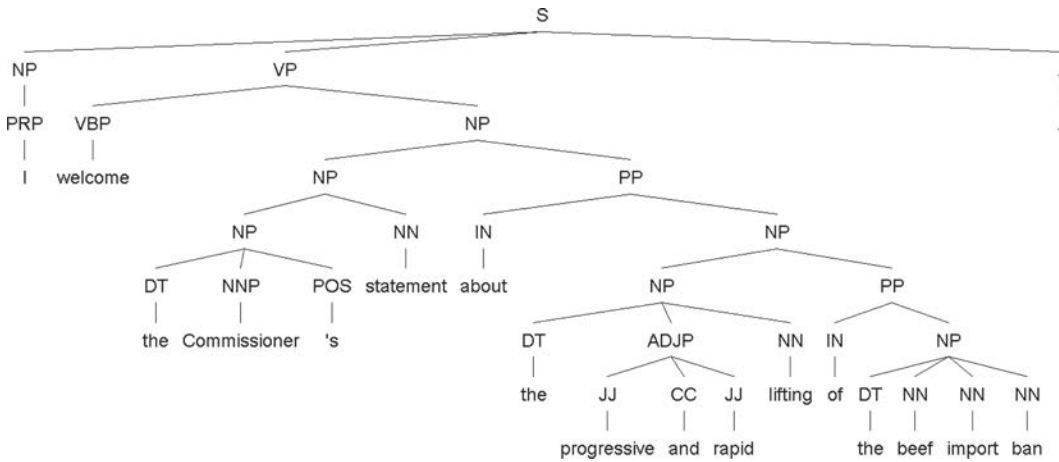 S
NP VP
PRP VBP NP
I welcome NP PP
NP NN IN NP
DT NNP POS statement about NP PP
the Commissioner 's DT ADJP NN IN NP
the JJ CC JJ lifting of DT NN NN NN
progressive and rapid the beef import ban